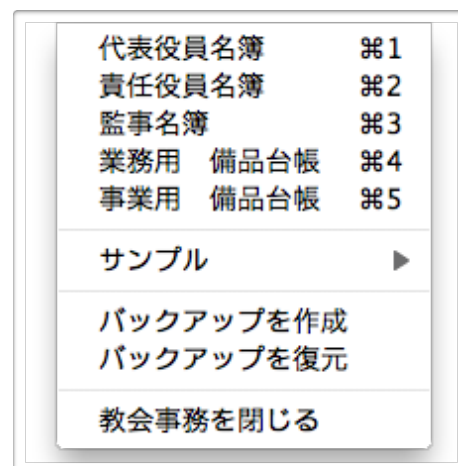 代表役員名簿 ⌘1
責任役員名簿 ⌘2
監事名簿 ⌘3
業務用　備品台帳 ⌘4
事業用　備品台帳 ⌘5
サンプル ▶
バックアップを作成
バックアップを復元
教会事務を閉じる